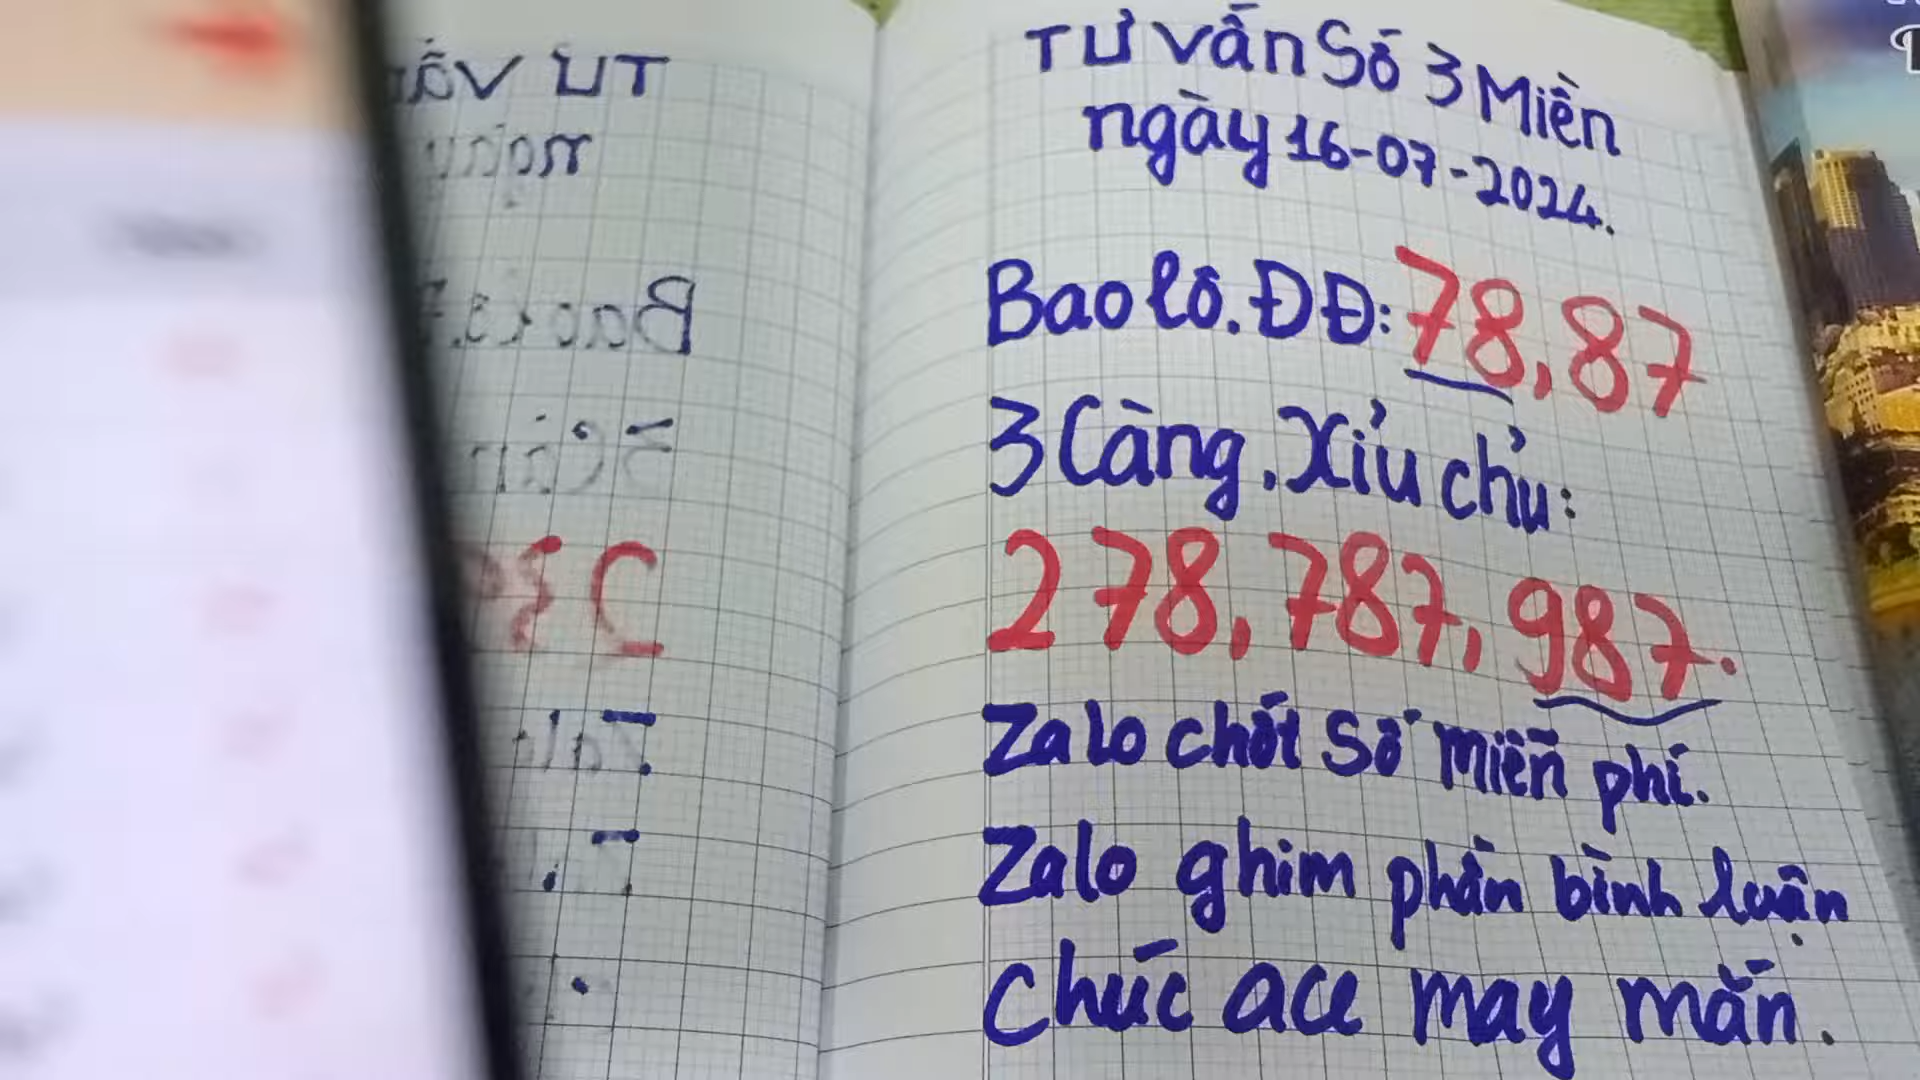 Tư vấn Số 3 Miền
ngày 16-07-2024.
Bao lô.ĐĐ: 78,87
3 Càng. Xỉu chủ:
278,787,987.
Zalo chốt Số miễn phí.
Zalo ghim phần bình luận
Chúc ace may mắn.